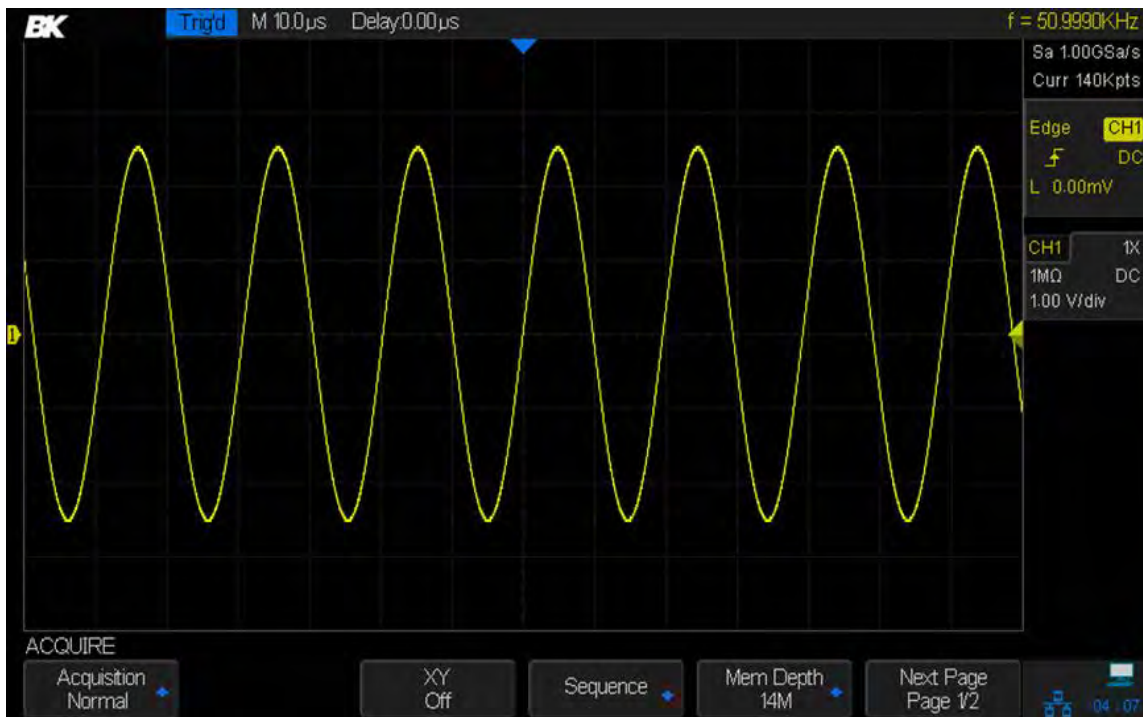 BK Trig'd M 10.0µs Delay:0.00µs f = 50.9990KHz
Sa 1.00GSa/s
Curr 140Kpts
Edge CH1
DC
L 0.00mV
CH1 1X
1MΩ DC
1.00 V/div
1
ACQUIRE
Acquisition
Normal
XY
Off
Sequence
Mem Depth
14M
Next Page
Page 1/2
04 : 07